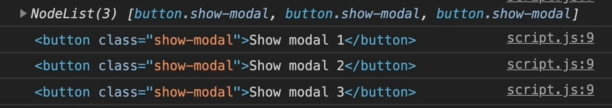 ▶ NodeList(3) [button.show-modal, button.show-modal, button.show-modal]
<button class="show-modal">Show modal 1</button> script.js:9
<button class="show-modal">Show modal 2</button> script.js:9
<button class="show-modal">Show modal 3</button> script.js:9